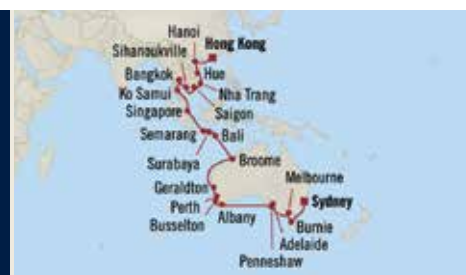 Hanoi
Hong Kong
Sihanoukville
Bangkok
Hue
Ko Samui
Nha Trang
Singapore
Saigon
Semarang
Bali
Surabaya
Broome
Melbourne
Geraldton
Sydney
Perth
Albany
Burnie
Busselton
Adelaide
Penneshaw